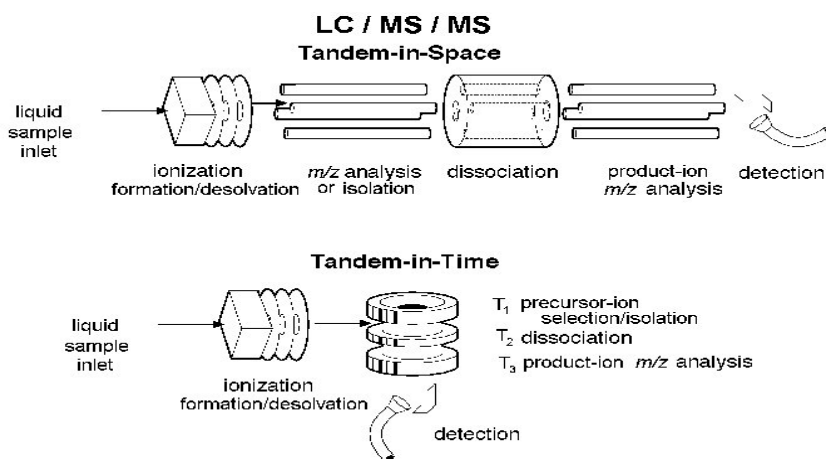 LC / MS / MS
Tandem-in-Space
liquid
sample
inlet
ionization
formation/desolvation
m/z analysis
or isolation
dissociation
product-ion
m/z analysis
detection
Tandem-in-Time
liquid
sample
inlet
ionization
formation/desolvation
T1 precursor-ion
selection/isolation
T2 dissociation
T3 product-ion m/z analysis
detection